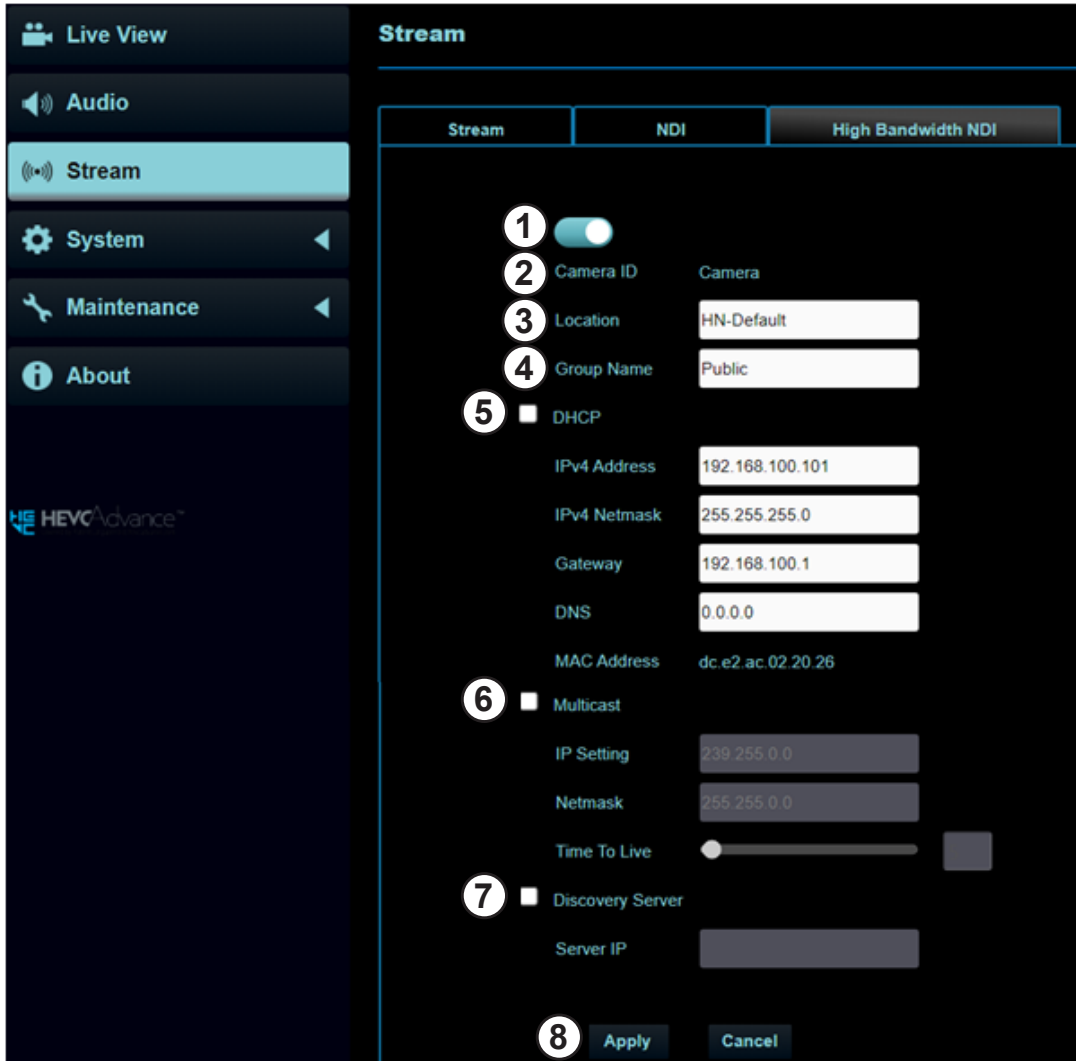 Live View
Audio
Stream
System
Maintenance
About
HEVC Advance™
Stream
Stream NDI High Bandwidth NDI
1
2 Camera ID Camera
3 Location HN-Default
4 Group Name Public
5 DHCP
IPv4 Address 192.168.100.101
IPv4 Netmask 255.255.255.0
Gateway 192.168.100.1
DNS 0.0.0.0
MAC Address dc.e2.ac.02.20.26
6 Multicast
IP Setting 239.255.0.0
Netmask 255.255.0.0
Time To Live
7 Discovery Server
Server IP
8 Apply Cancel